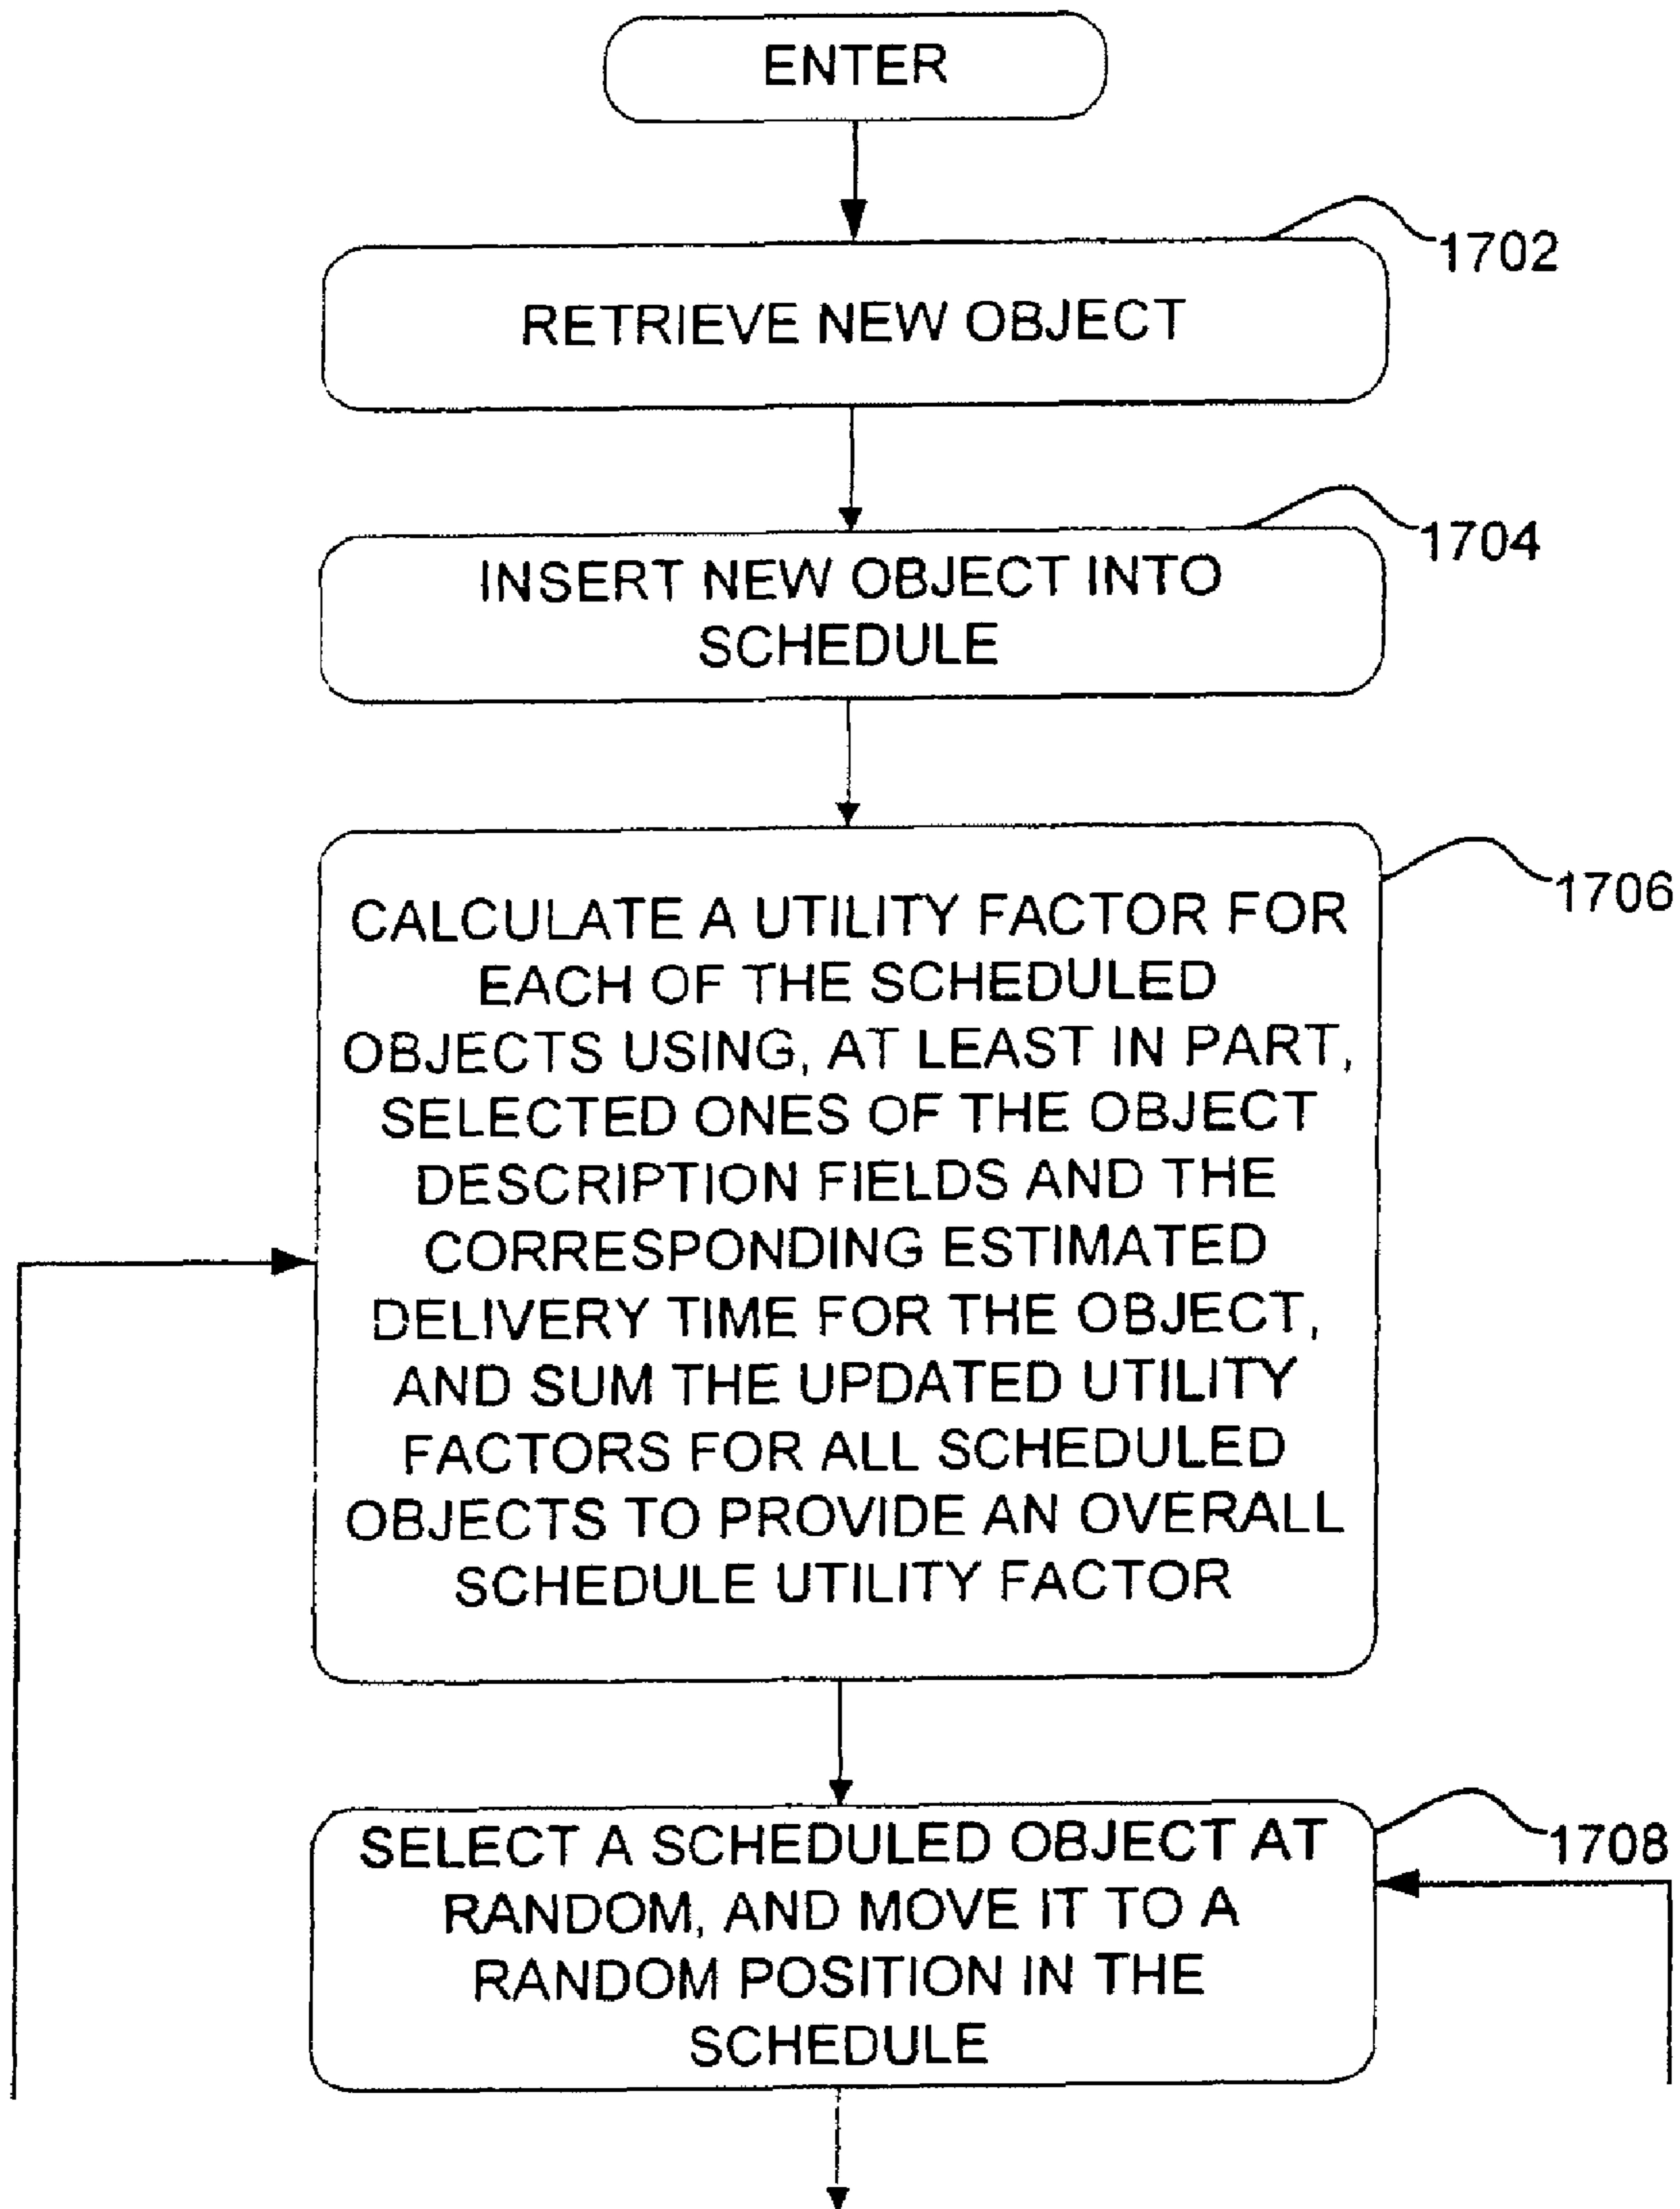 ENTER
1702
RETRIEVE NEW OBJECT
1704
INSERT NEW OBJECT INTO
SCHEDULE
1706
CALCULATE A UTILITY FACTOR FOR
EACH OF THE SCHEDULED
OBJECTS USING, AT LEAST IN PART,
SELECTED ONES OF THE OBJECT
DESCRIPTION FIELDS AND THE
CORRESPONDING ESTIMATED
DELIVERY TIME FOR THE OBJECT,
AND SUM THE UPDATED UTILITY
FACTORS FOR ALL SCHEDULED
OBJECTS TO PROVIDE AN OVERALL
SCHEDULE UTILITY FACTOR
1708
SELECT A SCHEDULED OBJECT AT
RANDOM, AND MOVE IT TO A
RANDOM POSITION IN THE
SCHEDULE